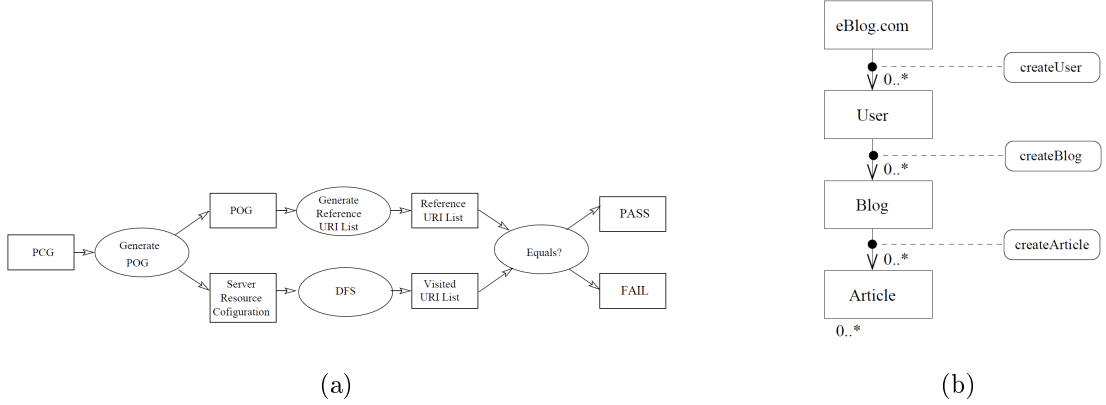 PCG
Generate
POG
POG
Generate
Reference
URI List
Reference
URI List
Server
Resource
Cofiguration
DFS
Visited
URI List
Equals?
PASS
FAIL
(a)
eBlog.com
createUser
0..*
User
createBlog
0..*
Blog
createArticle
0..*
Article
0..*
(b)